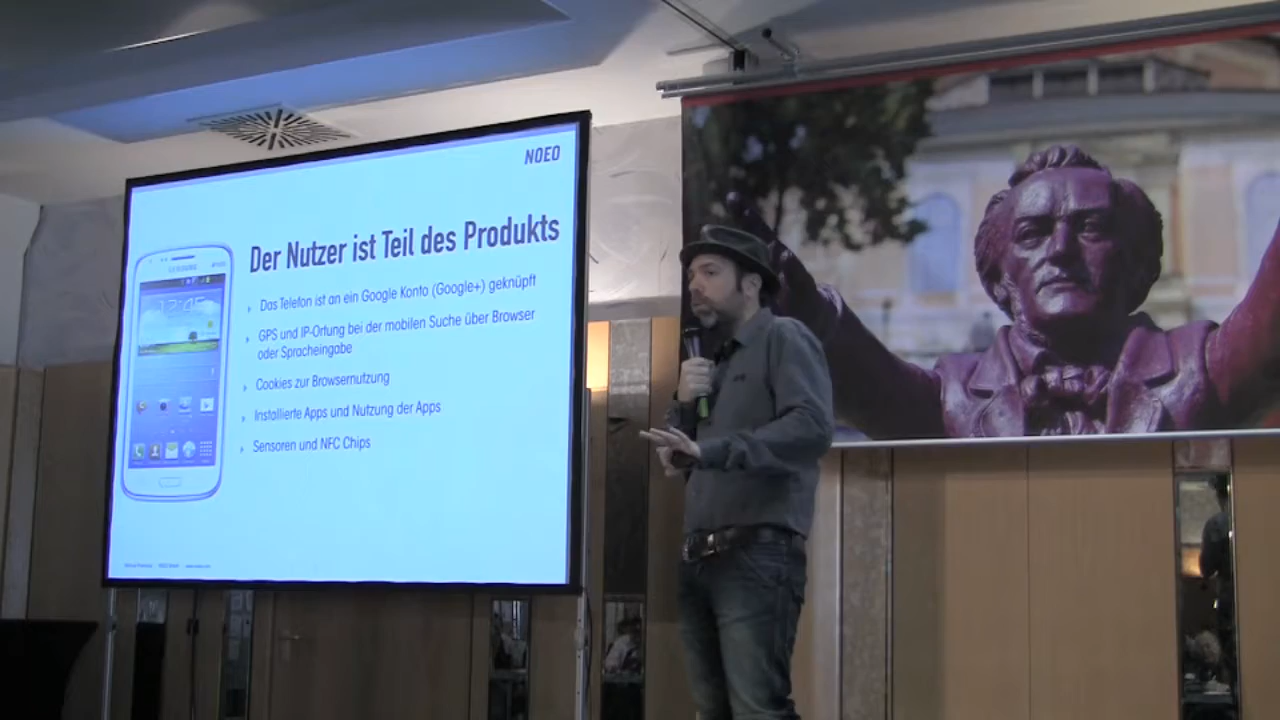 NOEO
Der Nutzer ist Teil des Produkts
Das Telefon ist an ein Google Konto (Google+) geknüpft
GPS und IP-Ortung bei der mobilen Suche über Browser
oder Spracheingabe
Cookies zur Browsernutzung
Installierte Apps und Nutzung der Apps
Sensoren und NFC Chips
SAMSUNG
12:45